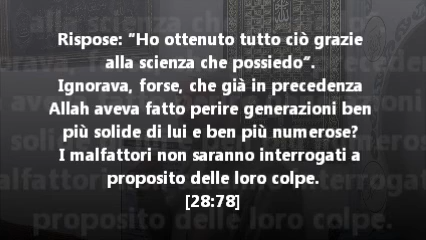 Rispose: "Ho ottenuto tutto ciò grazie
alla scienza che possiedo".
Ignorava, forse, che già in precedenza
Allah aveva fatto perire generazioni ben
più solide di lui e ben più numerose?
I malfattori non saranno interrogati a
proposito delle loro colpe.
[28:78]